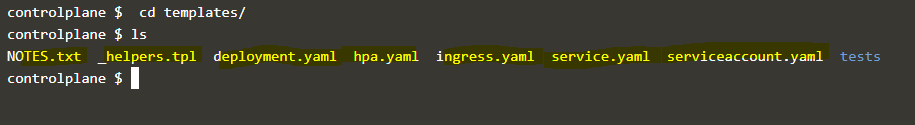 controlplane $  cd templates/
controlplane $ ls
NOTES.txt  _helpers.tpl  deployment.yaml  hpa.yaml  ingress.yaml  service.yaml  serviceaccount.yaml  tests
controlplane $